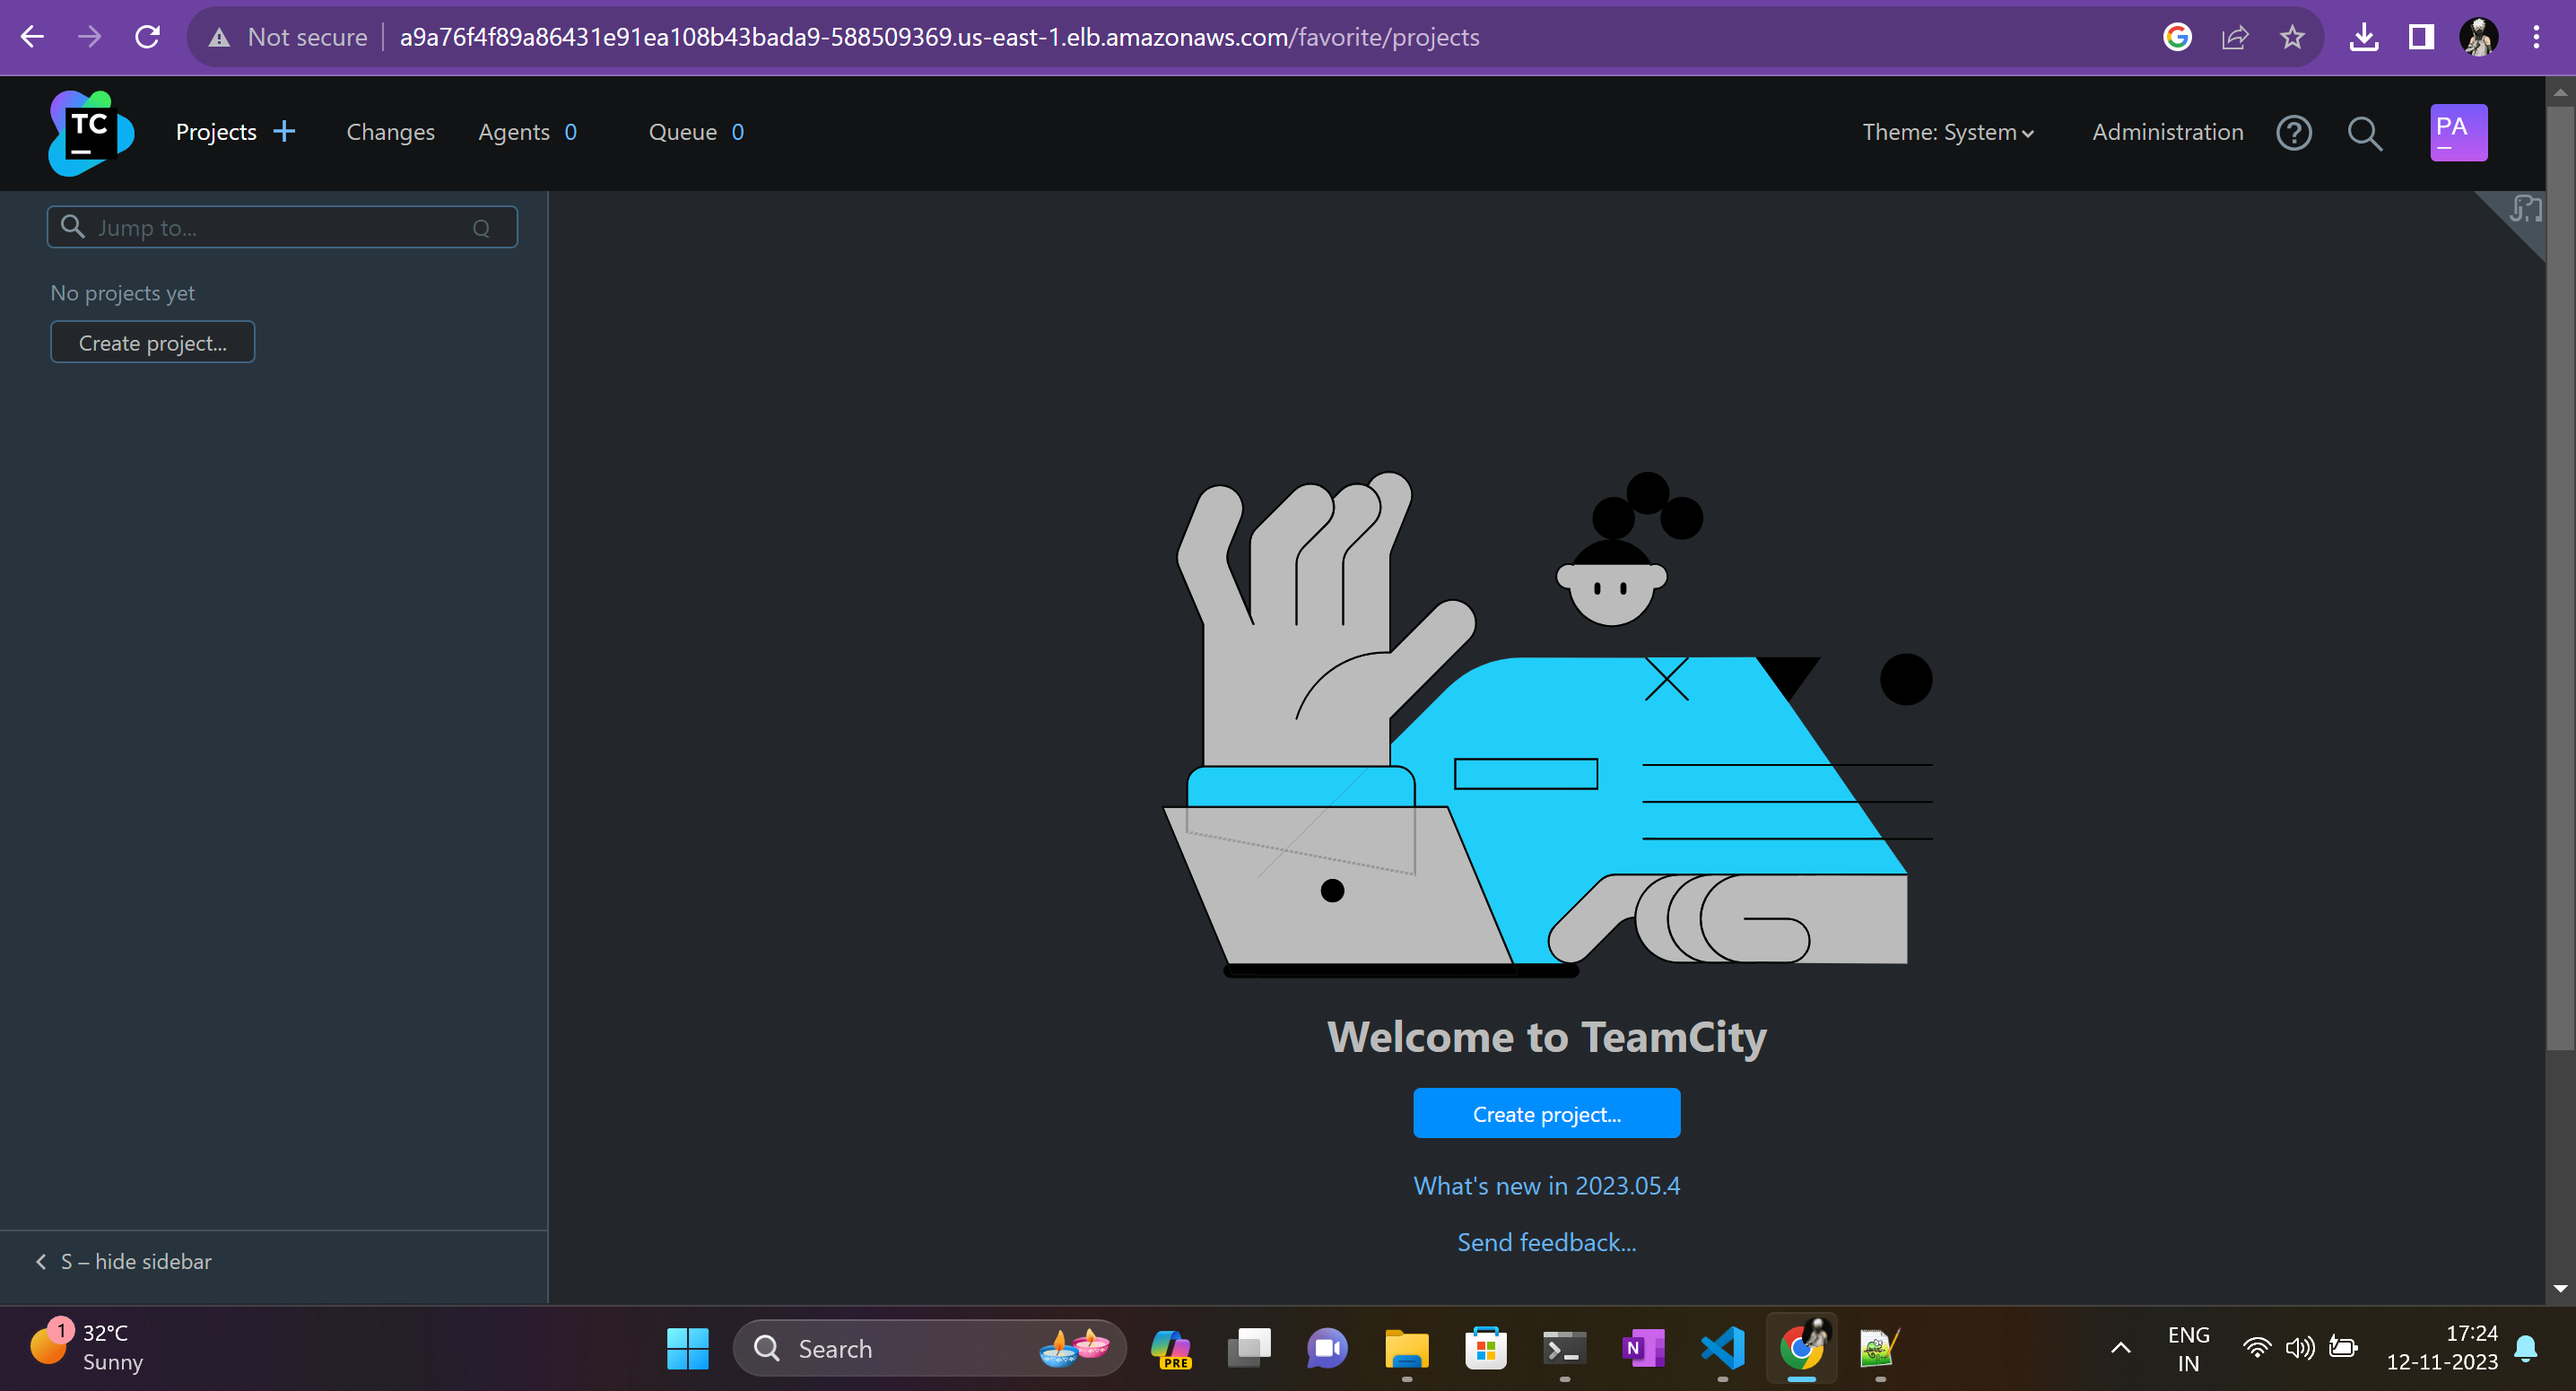 Not secure a9a76f4f89a86431e91ea108b43bada9-588509369.us-east-1.elb.amazonaws.com/favorite/projects
TC
Projects + Changes Agents 0 Queue 0 Theme: System Administration ? PA
Jump to... Q
No projects yet
Create project...
Welcome to TeamCity
Create project...
What's new in 2023.05.4
Send feedback...
S – hide sidebar
1 32°C
Sunny
Search
PRE
N
ENG
IN
17:24
12-11-2023